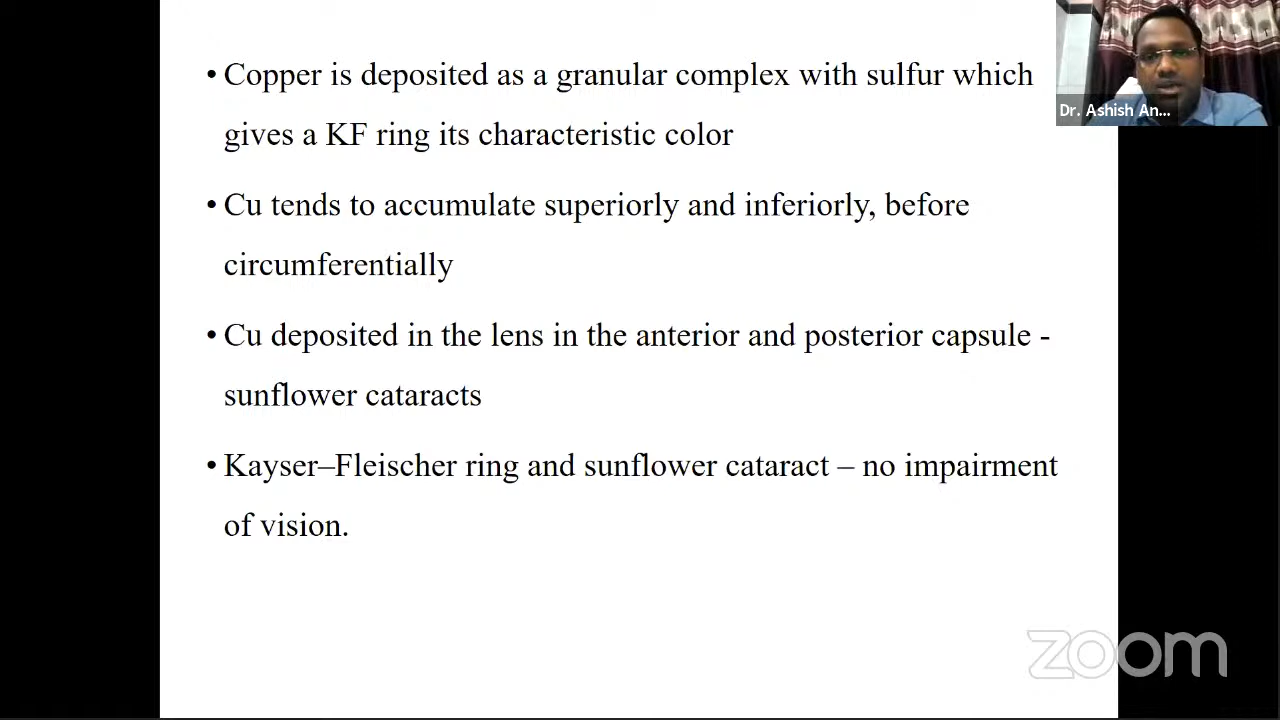 • Copper is deposited as a granular complex with sulfur which
gives a KF ring its characteristic color
• Cu tends to accumulate superiorly and inferiorly, before
circumferentially
• Cu deposited in the lens in the anterior and posterior capsule -
sunflower cataracts
• Kayser–Fleischer ring and sunflower cataract – no impairment
of vision.
Dr. Ashish An...
zoom